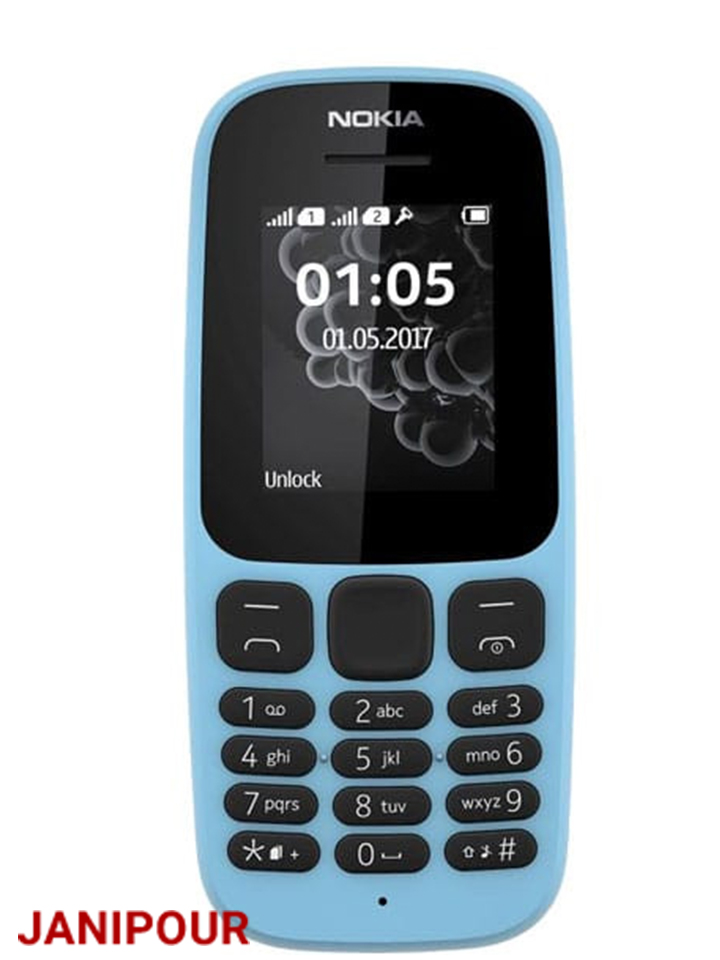 NOKIA
1 2
01:05
01.05.2017
Unlock
1 2 abc def 3
4 ghi 5 jkl mno 6
7 pqrs 8 tuv wxyz 9
* + 0 #
JANIPOUR